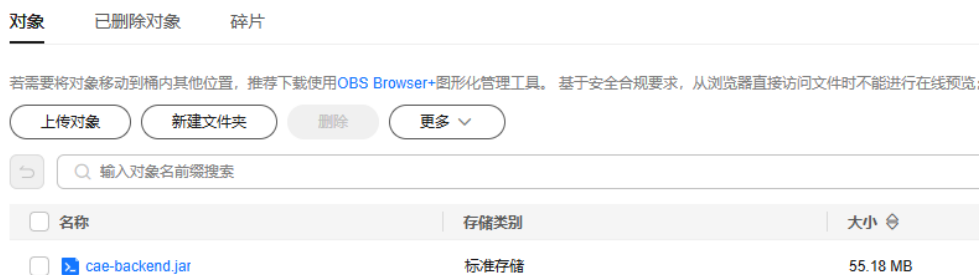 对象 已删除对象 碎片
若需要将对象移动到桶内其他位置，推荐下载使用OBS Browser+图形化管理工具。 基于安全合规要求，从浏览器直接访问文件时不能进行在线预览；
上传对象 新建文件夹 删除 更多
输入对象名前缀搜索
名称 存储类别 大小
cae-backend.jar 标准存储 55.18 MB